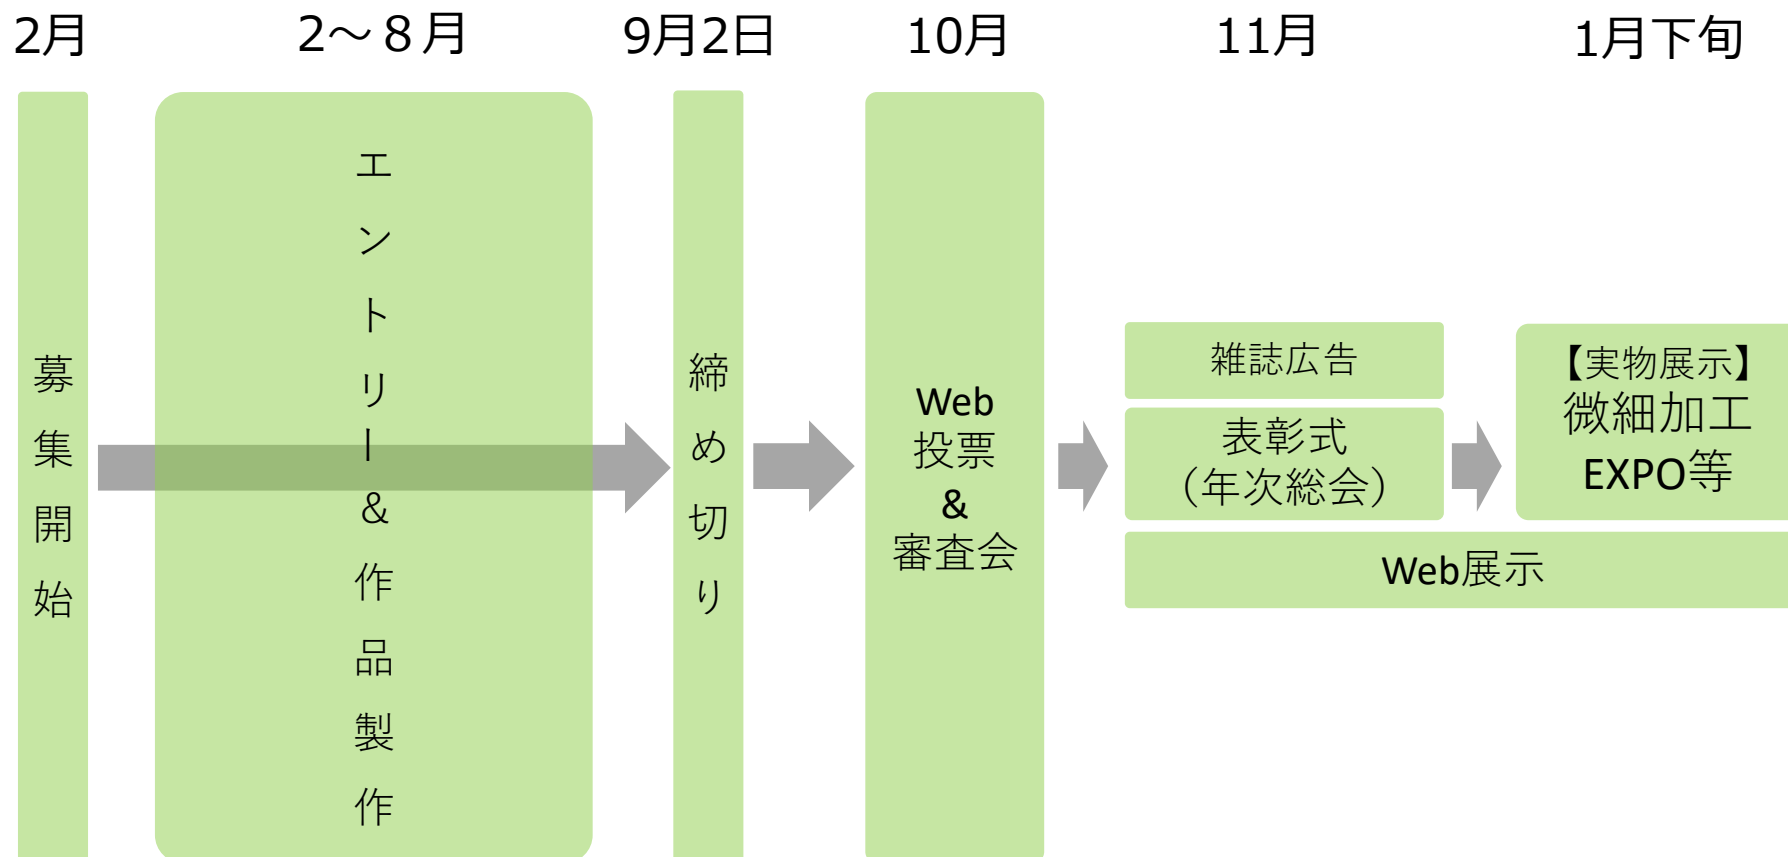 2月
2～８月
9月2日
10月
11月
1月下旬
募集開始
エントリー＆作品製作
締め切り
Web
投票
&
審査会
雑誌広告
表彰式
（年次総会）
【実物展示】
微細加工
EXPO等
Web展示